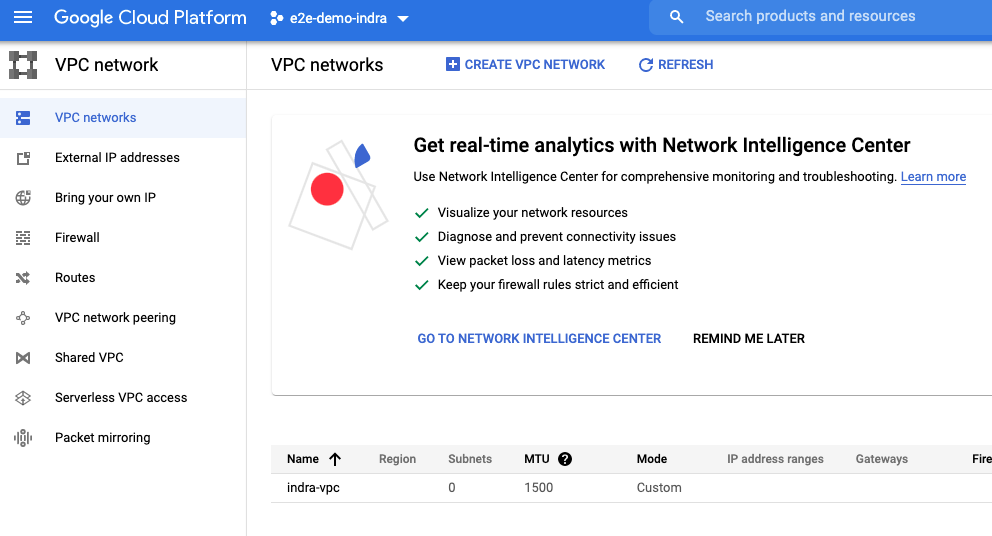 Google Cloud Platform e2e-demo-indra Search products and resources
VPC network
VPC networks
External IP addresses
Bring your own IP
Firewall
Routes
VPC network peering
Shared VPC
Serverless VPC access
Packet mirroring
VPC networks CREATE VPC NETWORK REFRESH
Get real-time analytics with Network Intelligence Center
Use Network Intelligence Center for comprehensive monitoring and troubleshooting. Learn more
Visualize your network resources
Diagnose and prevent connectivity issues
View packet loss and latency metrics
Keep your firewall rules strict and efficient
GO TO NETWORK INTELLIGENCE CENTER REMIND ME LATER
Name Region Subnets MTU ? Mode IP address ranges Gateways Fire
indra-vpc 0 1500 Custom